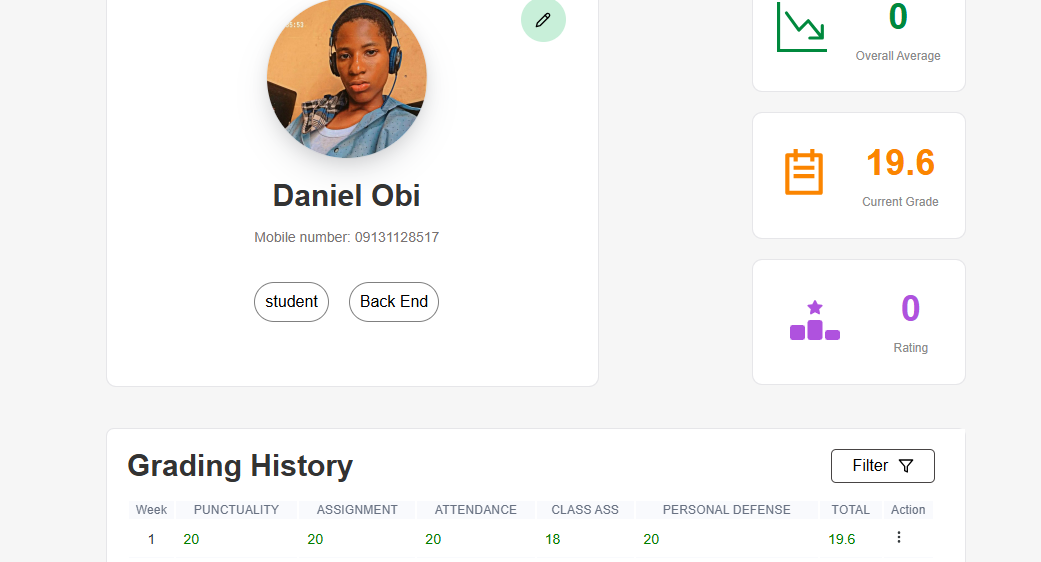 0
Overall Average
19.6
Current Grade
Daniel Obi
Mobile number: 09131128517
student Back End
0
Rating
Grading History
Filter
Week PUNCTUALITY ASSIGNMENT ATTENDANCE CLASS ASS PERSONAL DEFENSE TOTAL Action
1 20 20 20 18 20 19.6